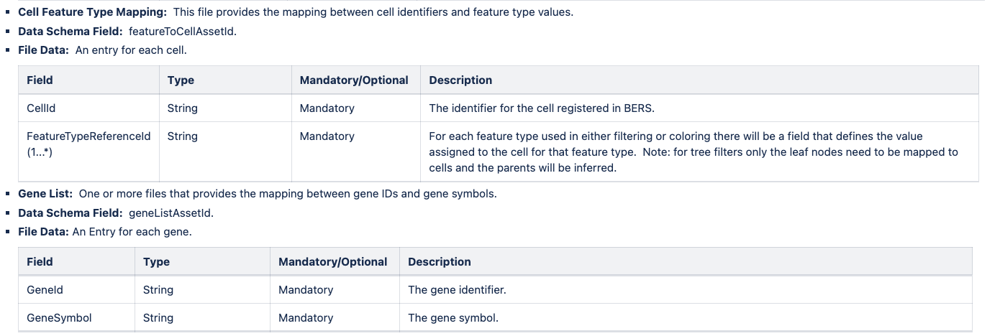 Cell Feature Type Mapping: This file provides the mapping between cell identifiers and feature type values.
Data Schema Field: featureToCellAssetId.
File Data: An entry for each cell.
Field Type Mandatory/Optional Description
CellId String Mandatory The identifier for the cell registered in BERS.
FeatureTypeReferenceId String Mandatory For each feature type used in either filtering or coloring there will be a field that defines the value
(1...*) assigned to the cell for that feature type. Note: for tree filters only the leaf nodes need to be mapped to
cells and the parents will be inferred.
Gene List: One or more files that provides the mapping between gene IDs and gene symbols.
Data Schema Field: geneListAssetId.
File Data: An Entry for each gene.
Field Type Mandatory/Optional Description
GeneId String Mandatory The gene identifier.
GeneSymbol String Mandatory The gene symbol.